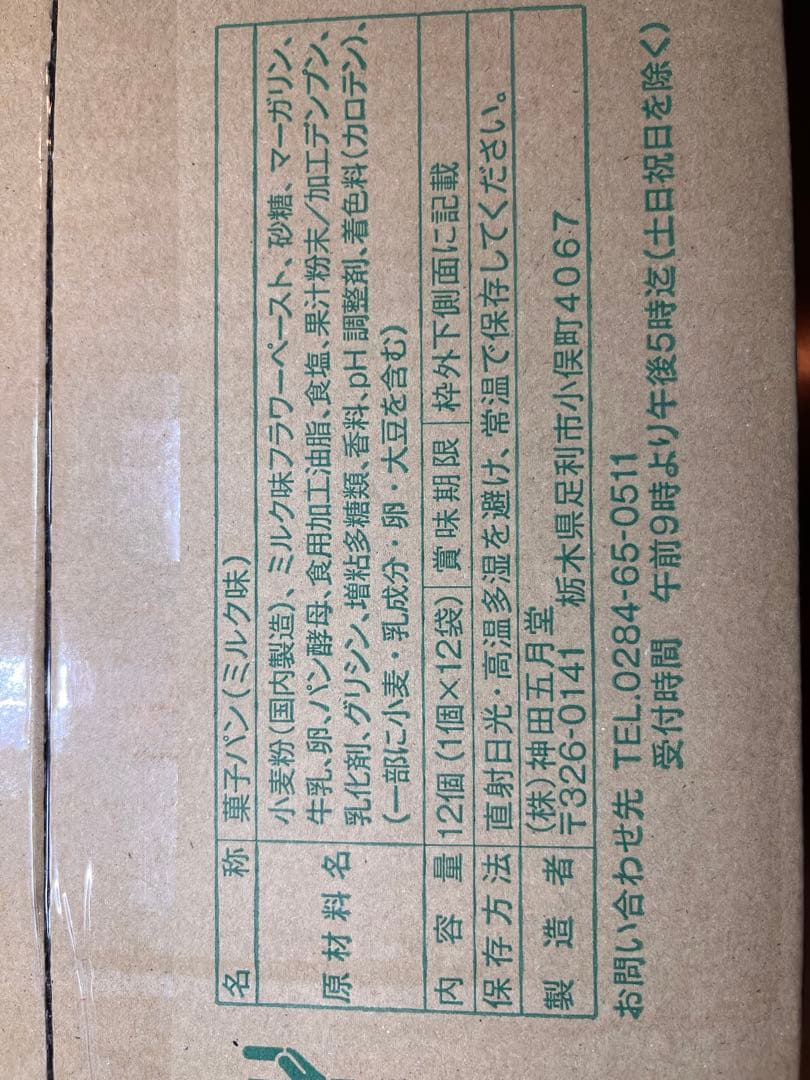 名称 菓子パン(ミルク味)
原材料名 小麦粉(国内製造)、ミルク味フラワーペースト、砂糖、マーガリン、
牛乳、卵、パン酵母、食用加工油脂、食塩、果汁粉末/加工デンプン、
乳化剤、グリシン、増粘多糖類、香料、pH調整剤、着色料(カロテン)、
(一部に小麦・乳成分・卵・大豆を含む)
内容量 12個(1個×12袋) 賞味期限 枠外下側面に記載
保存方法 直射日光・高温多湿を避け、常温で保存してください。
製造者 (株)神田五月堂
〒326-0141 栃木県足利市小俣町4067
お問い合わせ先 TEL.0284-65-0511
受付時間 午前9時より午後5時迄(土日祝日を除く)